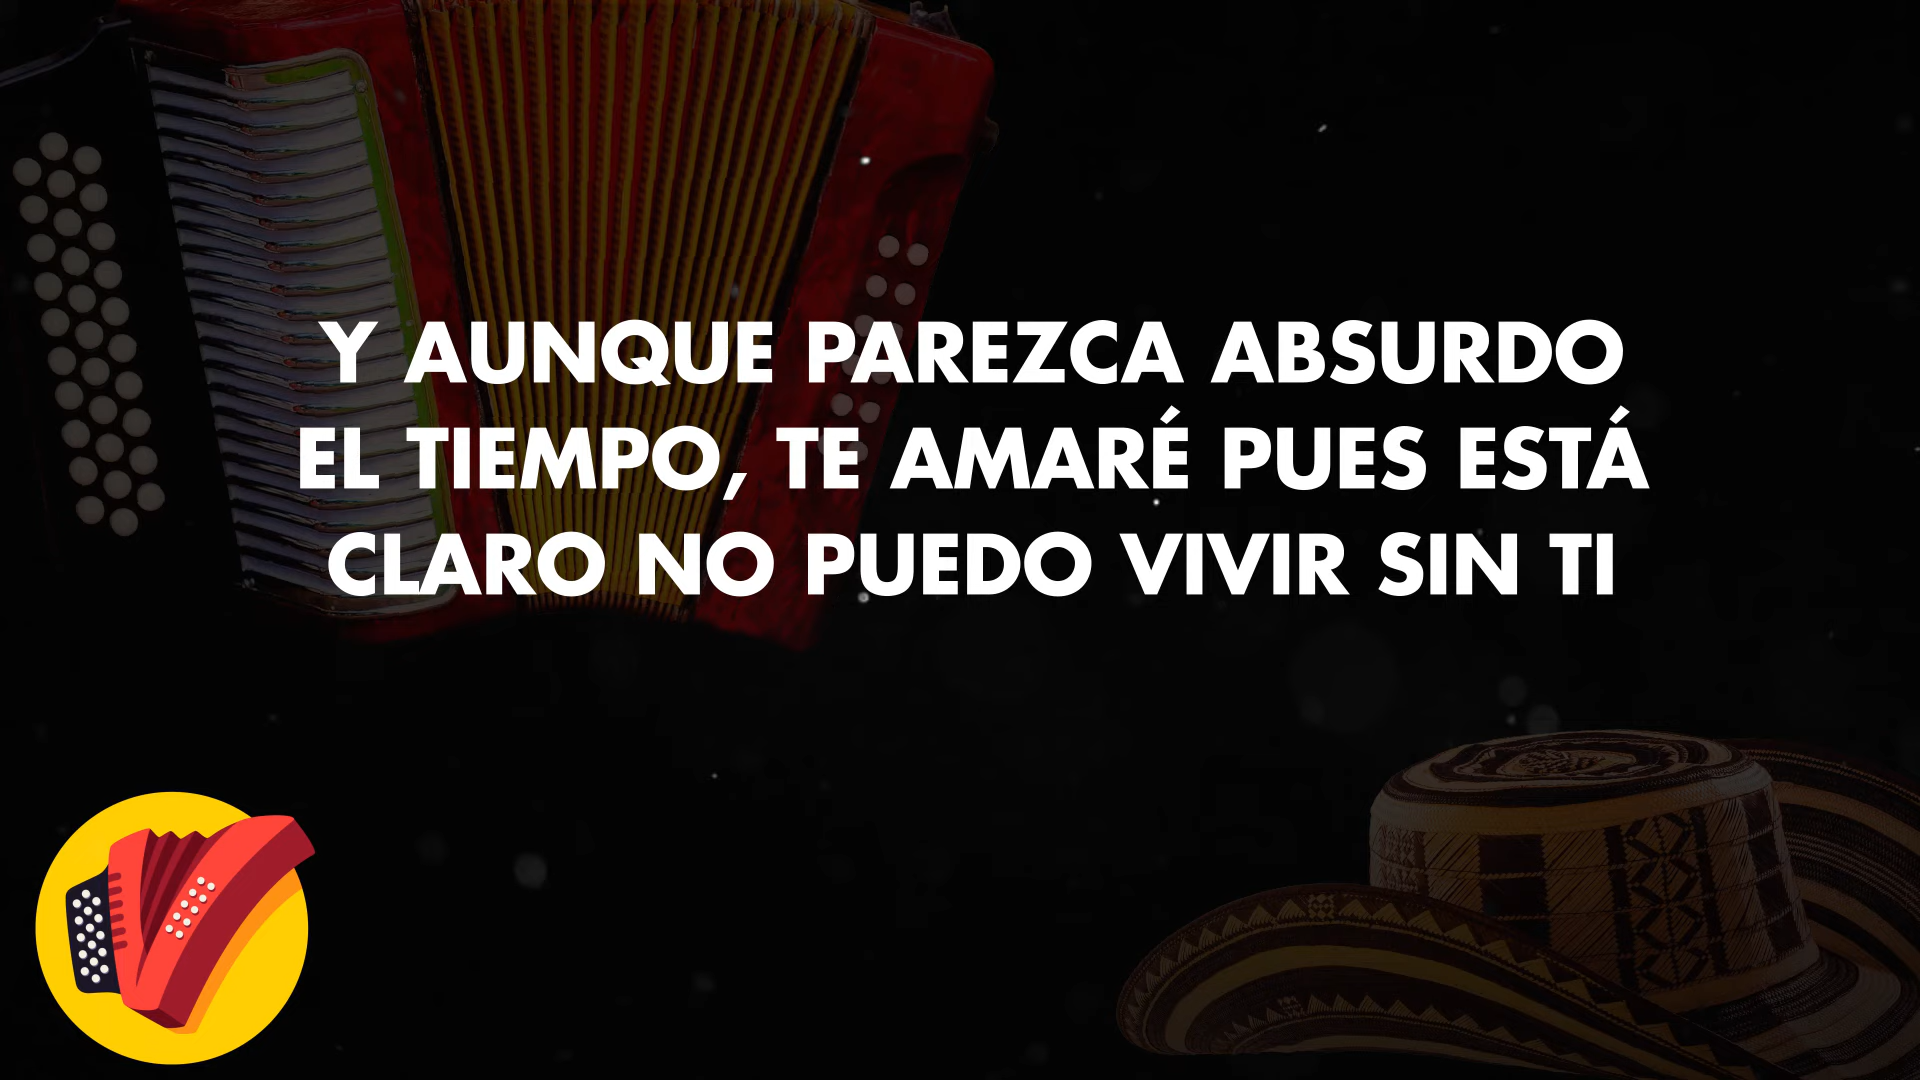 Y AUNQUE PAREZCA ABSURDO
EL TIEMPO, TE AMARÉ PUES ESTÁ
CLARO NO PUEDO VIVIR SIN TI